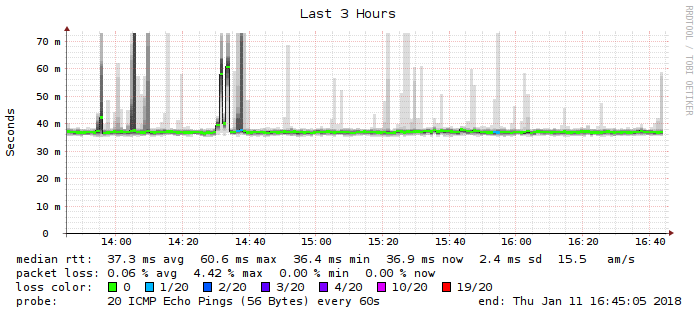 Last 3 Hours
RRDTOOL / TOBI OETIKER
Seconds
70 m
60 m
50 m
40 m
30 m
20 m
10 m
0
14:00 14:20 14:40 15:00 15:20 15:40 16:00 16:20 16:40
median rtt: 37.3 ms avg 60.6 ms max 36.4 ms min 36.9 ms now 2.4 ms sd 15.5 am/s
packet loss: 0.06 % avg 4.42 % max 0.00 % min 0.00 % now
loss color: 0 1/20 2/20 3/20 4/20 10/20 19/20
probe: 20 ICMP Echo Pings (56 Bytes) every 60s end: Thu Jan 11 16:45:05 2018